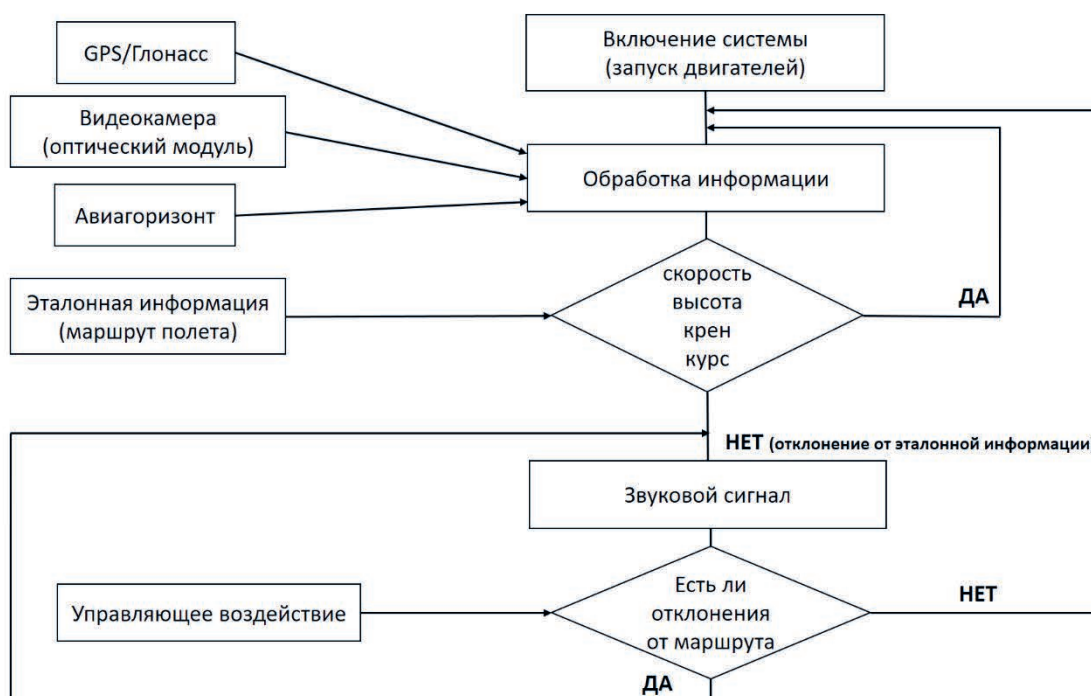 GPS/Глонасс
Включение системы
(запуск двигателей)
Видеокамера
(оптический модуль)
Обработка информации
Авиагоризонт
Эталонная информация
(маршрут полета)
скорость
высота
крен
курс
ДА
НЕТ (отклонение от эталонной информации
Звуковой сигнал
Управляющее воздействие
Есть ли
отклонения
от маршрута
НЕТ
ДА